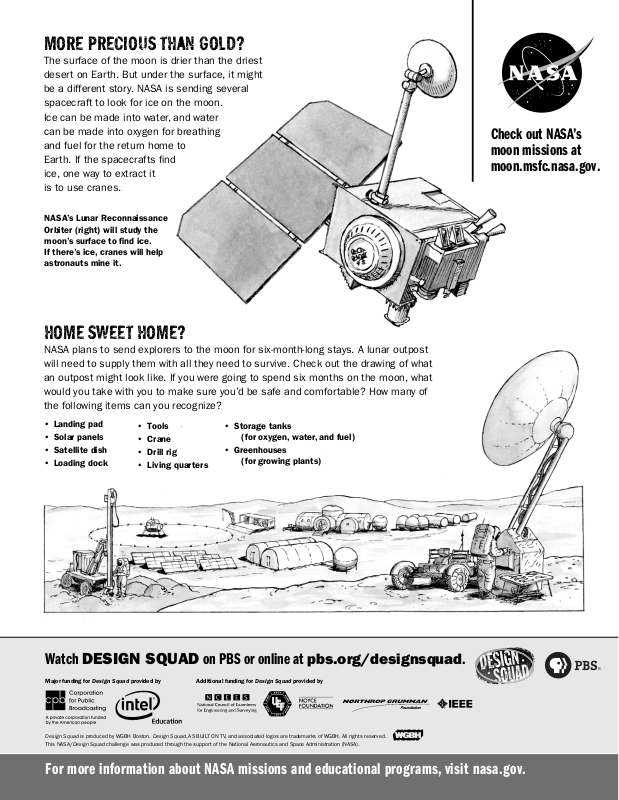 MORE PRECIOUS THAN GOLD?
The surface of the moon is drier than the driest
desert on Earth. But under the surface, it might
be a different story. NASA is sending several
spacecraft to look for ice on the moon.
Ice can be made into water, and water
can be made into oxygen for breathing
and fuel for the return home to
Earth. If the spacecrafts find
ice, one way to extract it
is to use cranes.
NASA's Lunar Reconnaissance
Orbiter (right) will study the
moon's surface to find ice.
If there's ice, cranes will help
astronauts mine it.
NASA
Check out NASA's
moon missions at
moon.msfc.nasa.gov.
HOME SWEET HOME?
NASA plans to send explorers to the moon for six-month-long stays. A lunar outpost
will need to supply them with all they need to survive. Check out the drawing of what
an outpost might look like. If you were going to spend six months on the moon, what
would you take with you to make sure you'd be safe and comfortable? How many of
the following items can you recognize?
• Landing pad
• Solar panels
• Satellite dish
• Loading dock
• Tools
• Crane
• Drill rig
• Living quarters
• Storage tanks
(for oxygen, water, and fuel)
• Greenhouses
(for growing plants)
Watch DESIGN SQUAD on PBS or online at pbs.org/designsquad.
DESIGN SQUAD
PBS®
Major funding for Design Squad provided by
cpb
Corporation
for Public
Broadcasting
A private corporation funded
by the American people
intel
Education
Additional funding for Design Squad provided by
NCEES
National Council of Examiners
for Engineering and Surveying
NOYCE
FOUNDATION
NORTHROP GRUMMAN
Foundation
IEEE
Design Squad is produced by WGBH Boston. Design Squad, AS BUILT ON TV, and associated logos are trademarks of WGBH. All rights reserved.
This NASA/Design Squad challenge was produced through the support of the National Aeronautics and Space Administration (NASA).
WGBH
For more information about NASA missions and educational programs, visit nasa.gov.